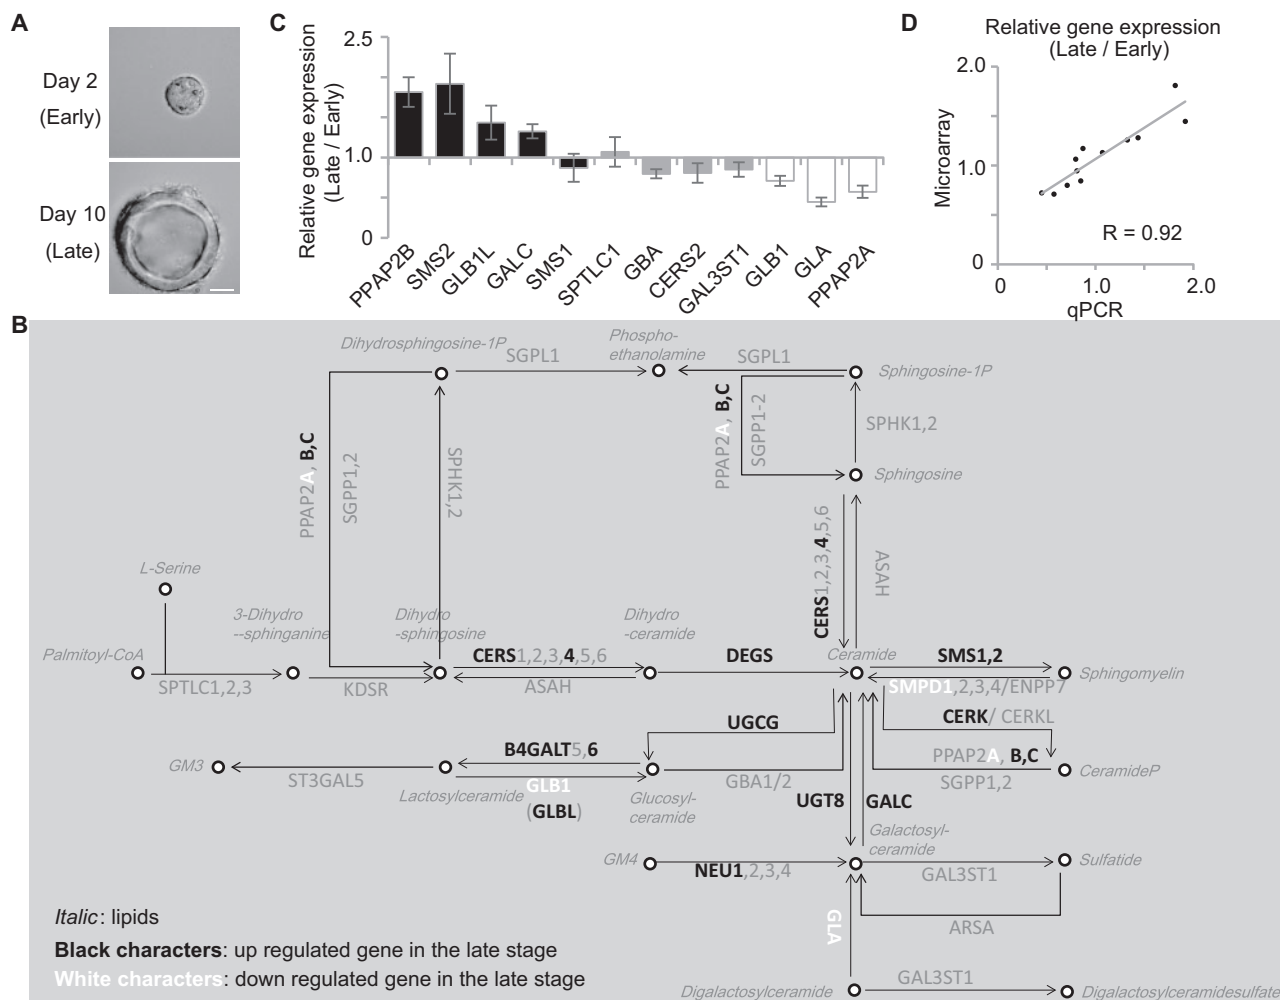 A
Day 2
(Early)
Day 10
(Late)
C
Relative gene expression
(Late / Early)
2.5
1.0
0
PPAP2B
SMS2
GLB1L
GALC
SMS1
SPTLC1
GBA
CERS2
GAL3ST1
GLB1
GLA
PPAP2A
D
Relative gene expression
(Late / Early)
Microarray
2.0
1.0
0
R = 0.92
0
1.0
2.0
qPCR
B
Dihydrosphingosine-1P
SGPL1
Phospho-
ethanolamine
SGPL1
Sphingosine-1P
PPAP2A, B,C
SGPP1,2
SPHK1,2
PPAP2A, B,C
SGPP1-2
SPHK1,2
Sphingosine
CERS1,2,3,4,5,6
ASAH
L-Serine
3-Dihydro
--sphinganine
Dihydro
-sphingosine
Dihydro
-ceramide
Palmitoyl-CoA
SPTLC1,2,3
KDSR
CERS1,2,3,4,5,6
ASAH
DEGS
Ceramide
SMS1,2
SMPD1,2,3,4/ENPP7
Sphingomyelin
UGCG
CERK/ CERKL
B4GALT5,6
PPAP2A, B,C
GM3
ST3GAL5
Lactosylceramide
GLB1
(GLBL)
Glucosyl-
ceramide
GBA1/2
SGPP1,2
CeramideP
UGT8
GALC
Galactosyl-
ceramide
GM4
NEU1,2,3,4
GAL3ST1
Sulfatide
ARSA
GLA
GAL3ST1
Digalactosylceramide
Digalactosylceramidesulfate
Italic: lipids
Black characters: up regulated gene in the late stage
White characters: down regulated gene in the late stage